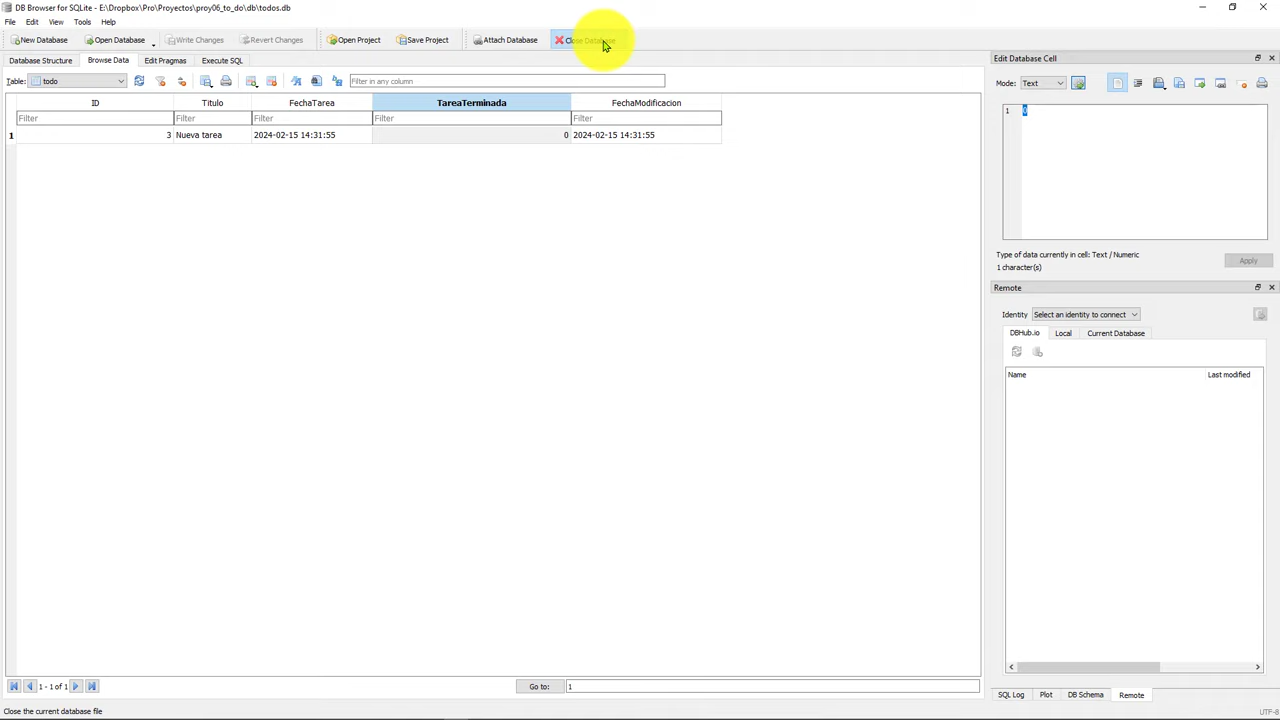 DB Browser for SQLite - E:\Dropbox\Pro\Proyectos\proy06_to_do\db\todos.db
File Edit View Tools Help
New Database Open Database Write Changes Revert Changes Open Project Save Project Attach Database Close Database
Database Structure Browse Data Edit Pragmas Execute SQL
Table: todo Filter in any column
ID Titulo FechaTarea TareaTerminada FechaModificacion
Filter Filter Filter Filter Filter
1 3 Nueva tarea 2024-02-15 14:31:55 0 2024-02-15 14:31:55
1 - 1 of 1 Go to: 1
Close the current database file
Edit Database Cell
Mode: Text
1 0
Type of data currently in cell: Text / Numeric
1 character(s)
Apply
Remote
Identity Select an identity to connect
DBHub.io Local Current Database
Name Last modified
SQL Log Plot DB Schema Remote
UTF-8